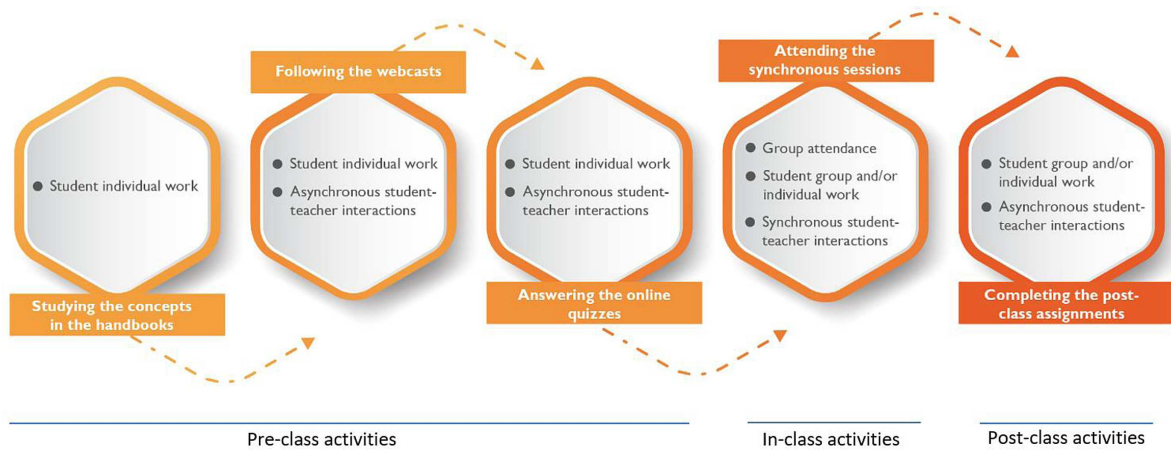 Studying the concepts
in the handbooks
Student individual work
Following the webcasts
Student individual work
Asynchronous student-
teacher interactions
Answering the online
quizzes
Student individual work
Asynchronous student-
teacher interactions
Attending the
synchronous sessions
Group attendance
Student group and/or
individual work
Synchronous student-
teacher interactions
Completing the post-
class assignments
Student group and/or
individual work
Asynchronous student-
teacher interactions
Pre-class activities
In-class activities
Post-class activities